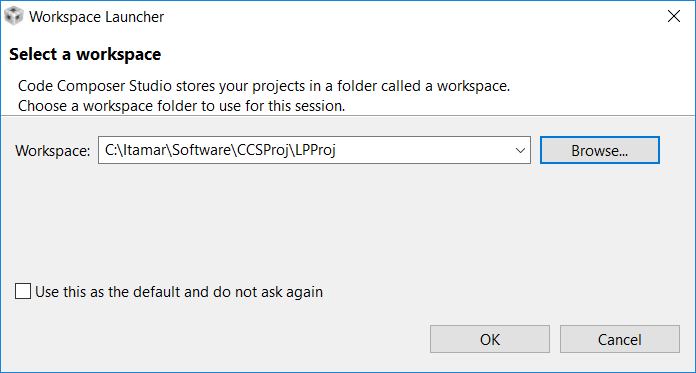 Workspace Launcher
Select a workspace
Code Composer Studio stores your projects in a folder called a workspace.
Choose a workspace folder to use for this session.
Workspace: C:\Itamar\Software\CCSProj\LPProj Browse...
Use this as the default and do not ask again
OK Cancel